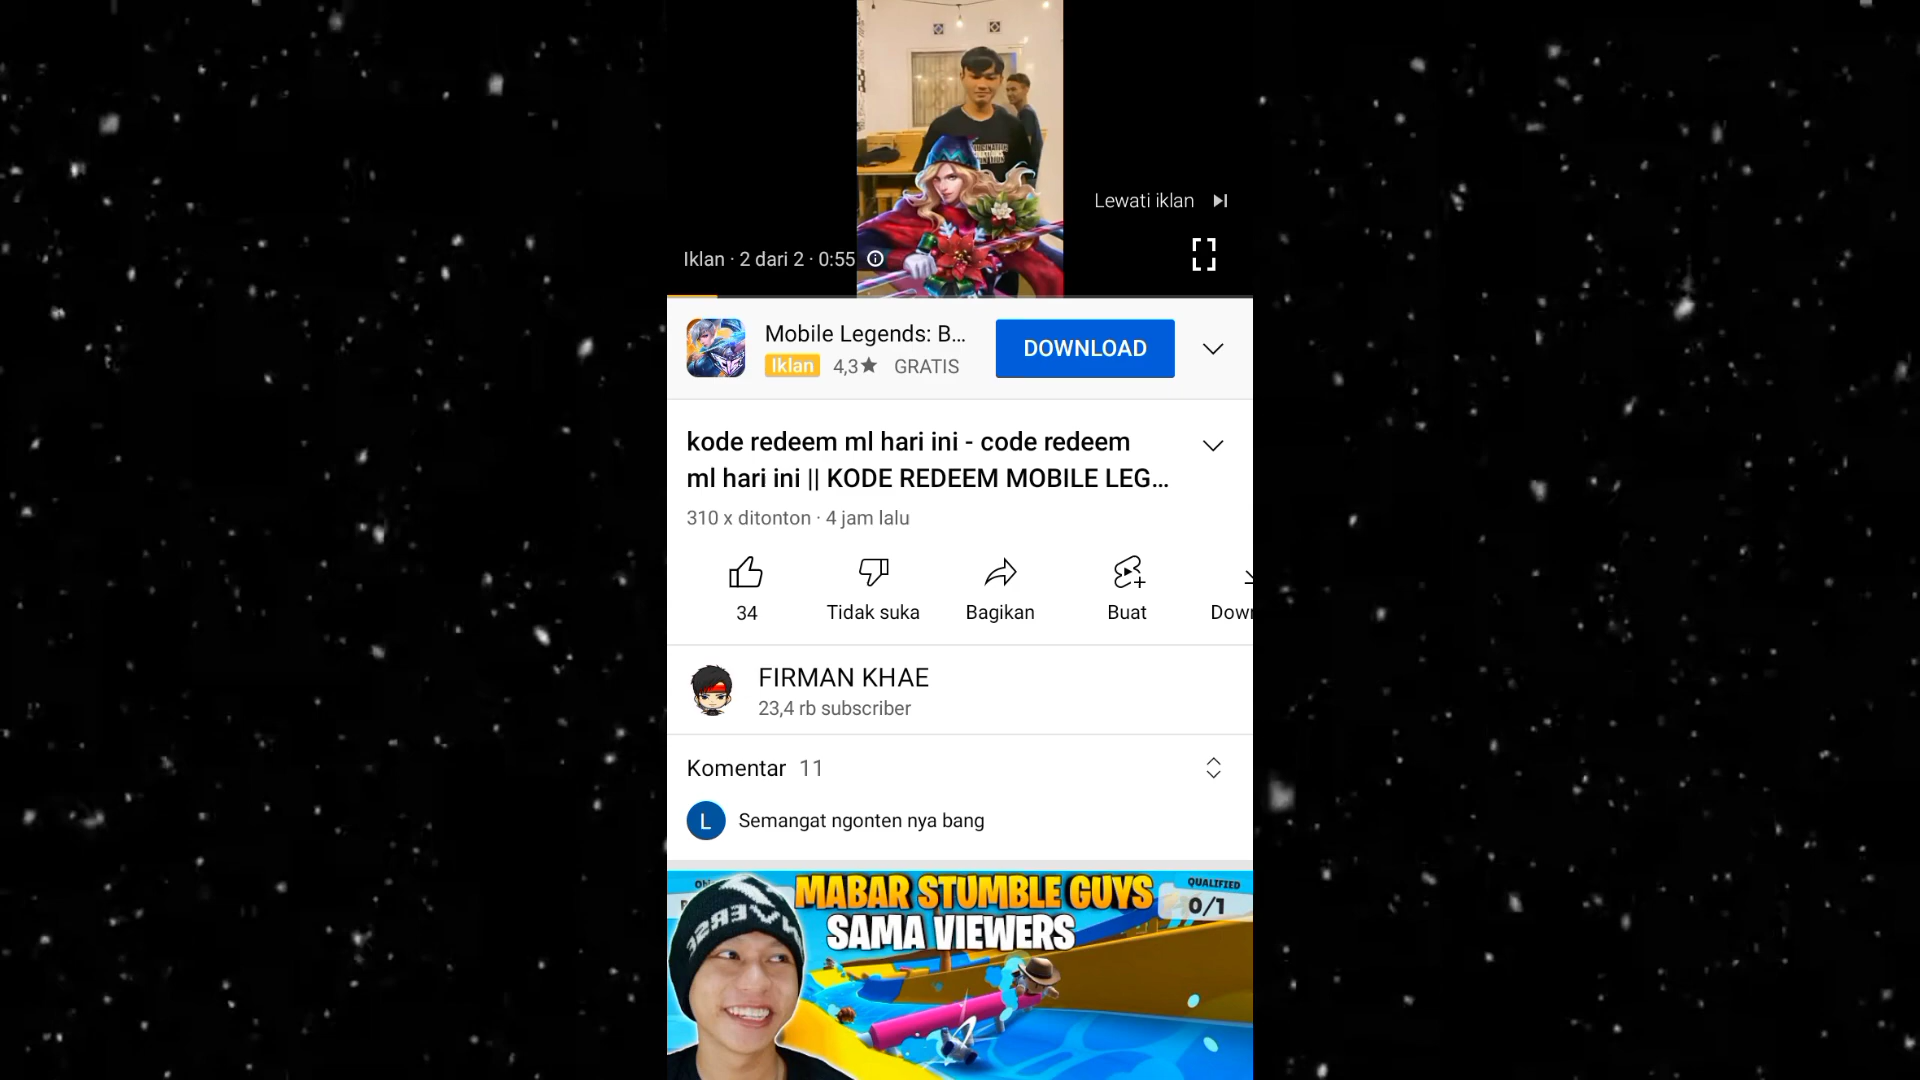 Lewati iklan
Iklan · 2 dari 2 · 0:55
Mobile Legends: B...
DOWNLOAD
Iklan 4,3★ GRATIS
kode redeem ml hari ini - code redeem
ml hari ini || KODE REDEEM MOBILE LEG...
310 x ditonton · 4 jam lalu
34
Tidak suka
Bagikan
Buat
Down
FIRMAN KHAE
23,4 rb subscriber
Komentar 11
L
Semangat ngonten nya bang
MABAR STUMBLE GUYS
SAMA VIEWERS
QUALIFIED
0/1